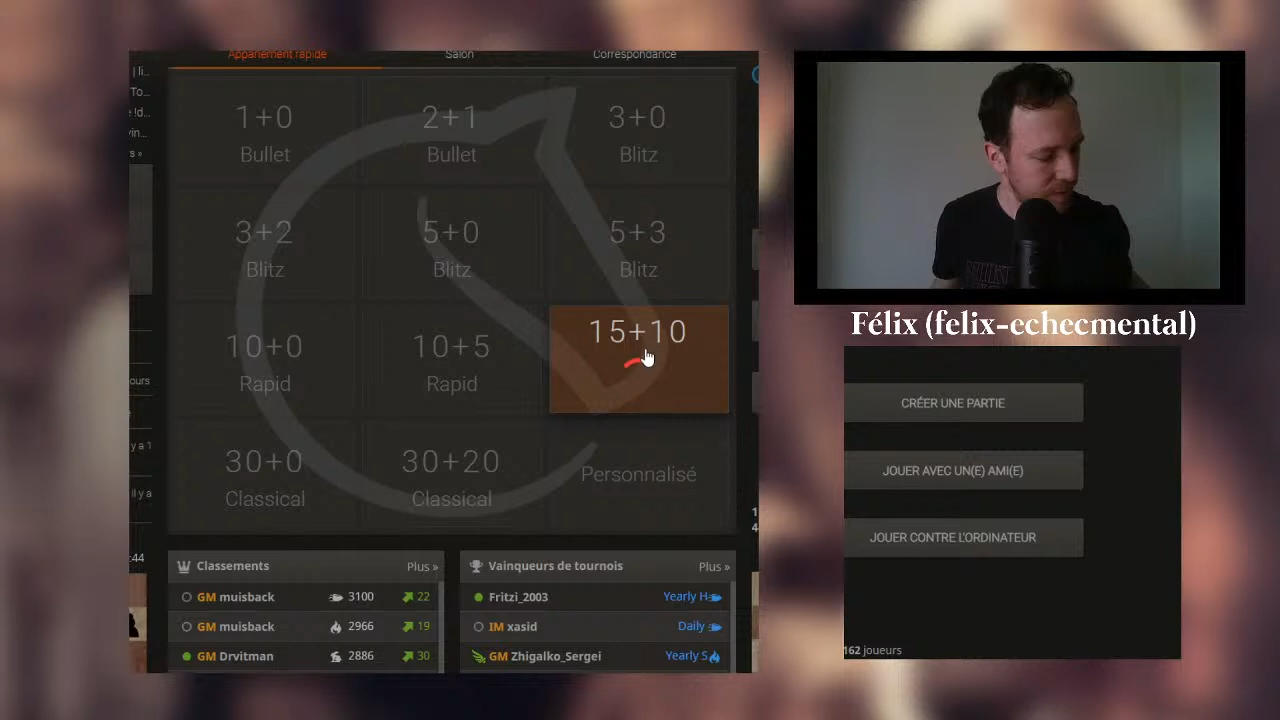 Appariement rapide
Salon
Correspondance
1+0
Bullet
2+1
Bullet
3+0
Blitz
3+2
Blitz
5+0
Blitz
5+3
Blitz
10+0
Rapid
10+5
Rapid
15+10
30+0
Classical
30+20
Classical
Personnalisé
Classements
Plus »
GM muisback 3100 22
GM muisback 2966 19
GM Drvitman 2886 30
Vainqueurs de tournois
Plus »
Fritzi_2003 Yearly H
IM xasid Daily
GM Zhigalko_Sergei Yearly S
Félix (felix-echecmental)
CRÉER UNE PARTIE
JOUER AVEC UN(E) AMI(E)
JOUER CONTRE L'ORDINATEUR
162 joueurs